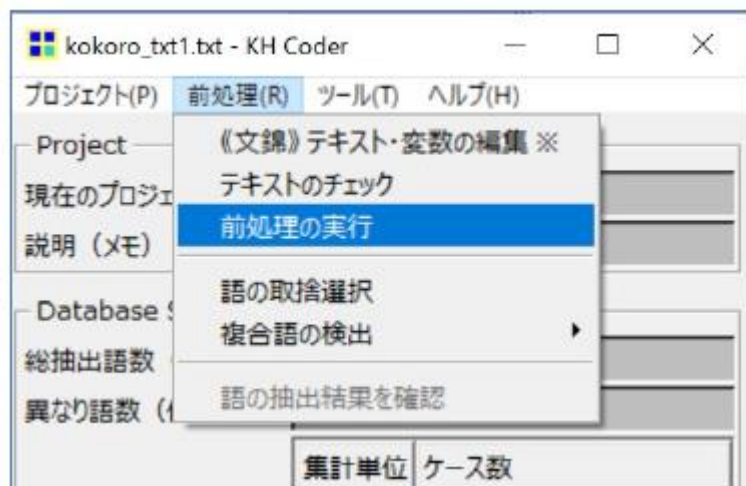 kokoro_txt1.txt - KH Coder
プロジェクト(P) 前処理(R) ツール(T) ヘルプ(H)
《文錦》テキスト・変数の編集 ※
テキストのチェック
前処理の実行
語の取捨選択
複合語の検出
語の抽出結果を確認
Project
現在のプロジェ
説明（メモ）
Database
総抽出語数
異なり語数（
集計単位 ケース数